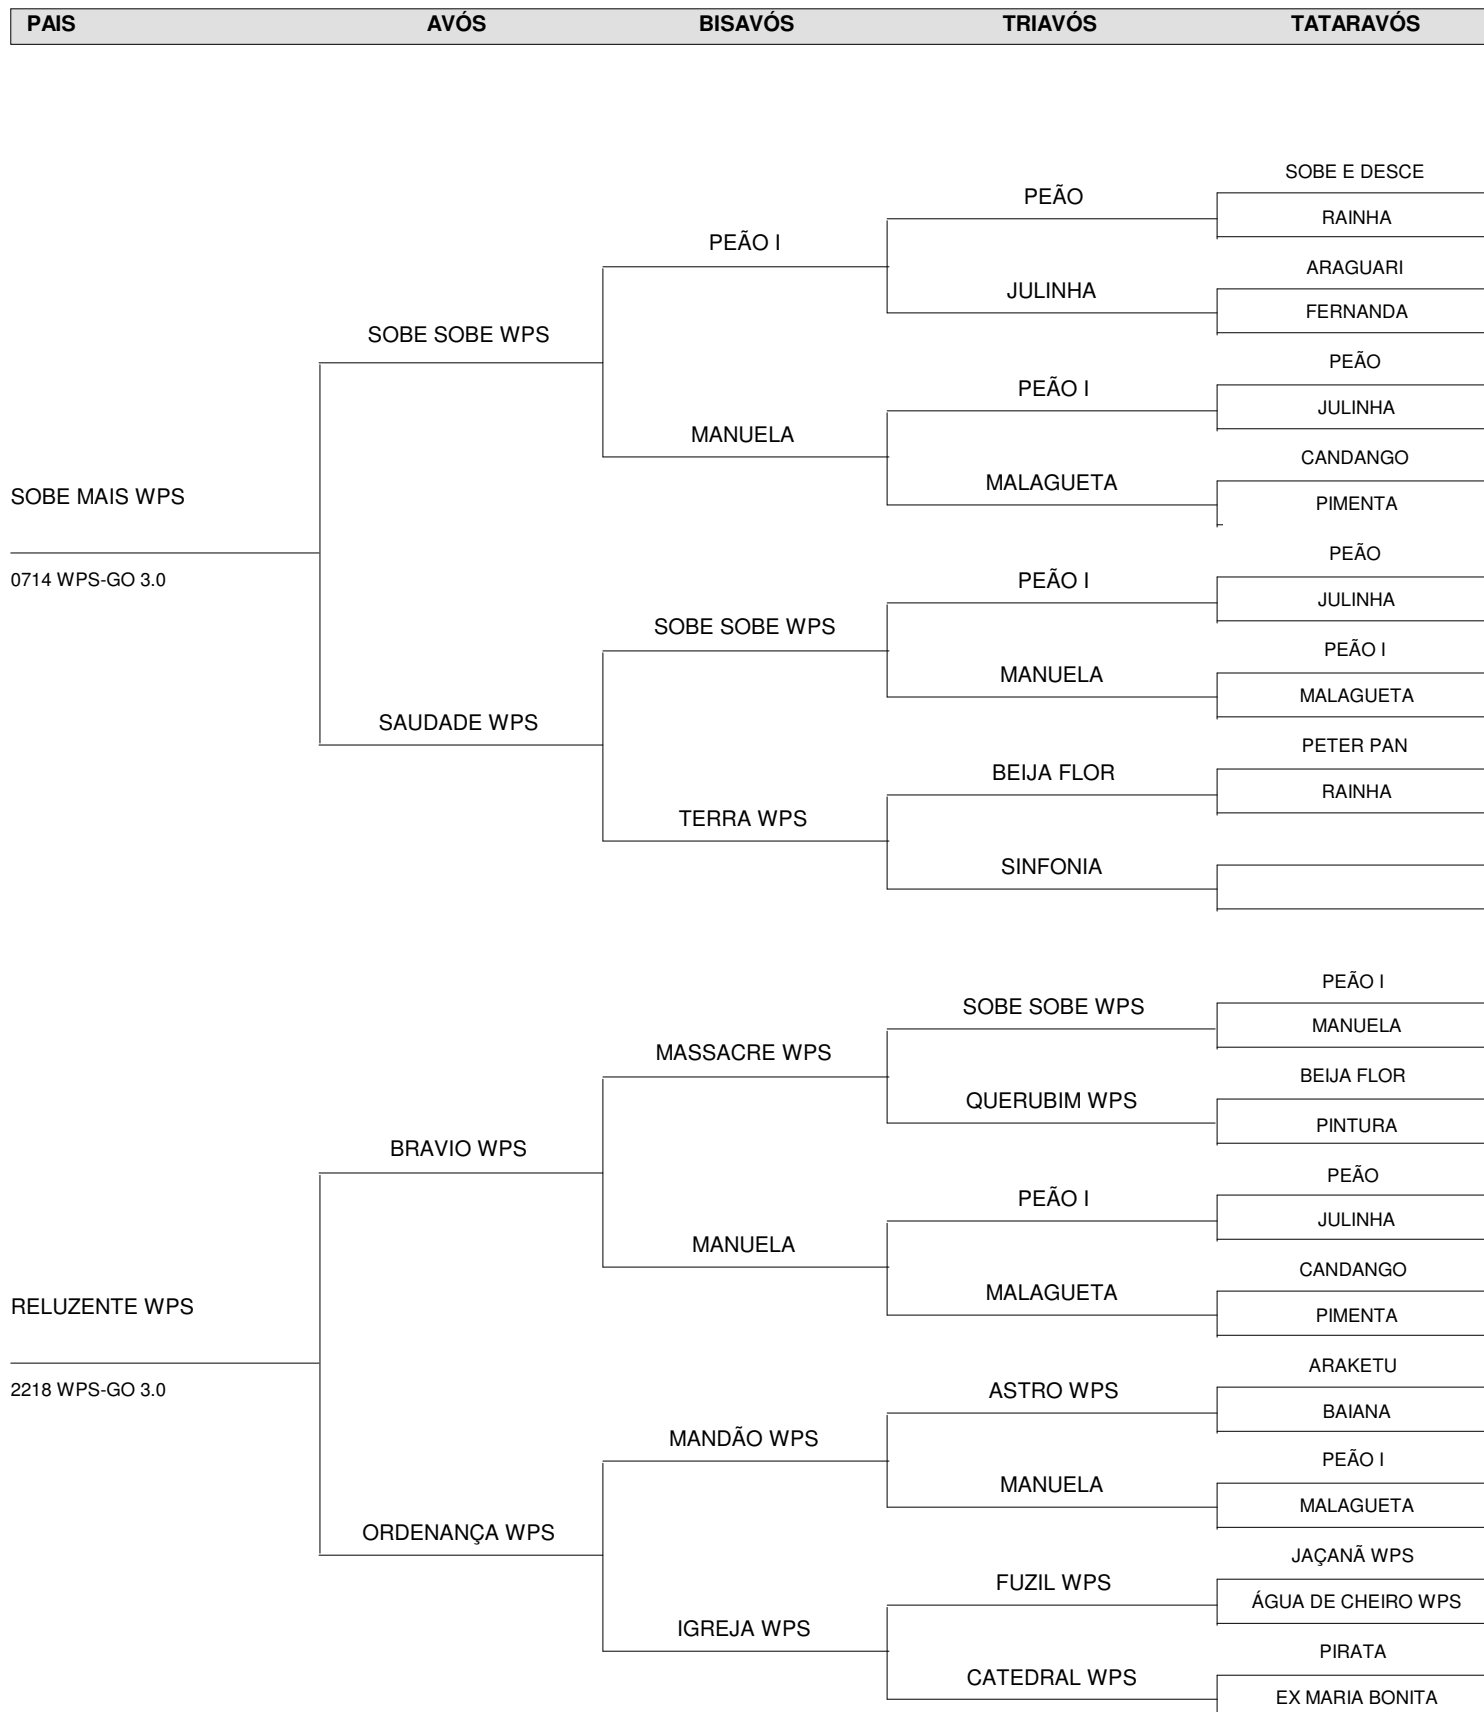 PAIS AVÓS BISAVÓS TRIAVÓS TATARAVÓS
SOBE E DESCE
PEÃO
RAINHA
PEÃO I
ARAGUARI
JULINHA
FERNANDA
SOBE SOBE WPS
PEÃO
PEÃO I
JULINHA
MANUELA
CANDANGO
MALAGUETA
SOBE MAIS WPS
PIMENTA
PEÃO
0714 WPS-GO 3.0
PEÃO I
JULINHA
SOBE SOBE WPS
PEÃO I
MANUELA
MALAGUETA
SAUDADE WPS
PETER PAN
BEIJA FLOR
RAINHA
TERRA WPS
SINFONIA
PEÃO I
SOBE SOBE WPS
MANUELA
MASSACRE WPS
BEIJA FLOR
QUERUBIM WPS
PINTURA
BRAVIO WPS
PEÃO
PEÃO I
JULINHA
MANUELA
CANDANGO
MALAGUETA
RELUZENTE WPS
PIMENTA
ARAKETU
2218 WPS-GO 3.0
ASTRO WPS
BAIANA
MANDÃO WPS
PEÃO I
MANUELA
MALAGUETA
ORDENANÇA WPS
JAÇANÃ WPS
FUZIL WPS
ÁGUA DE CHEIRO WPS
IGREJA WPS
PIRATA
CATEDRAL WPS
EX MARIA BONITA